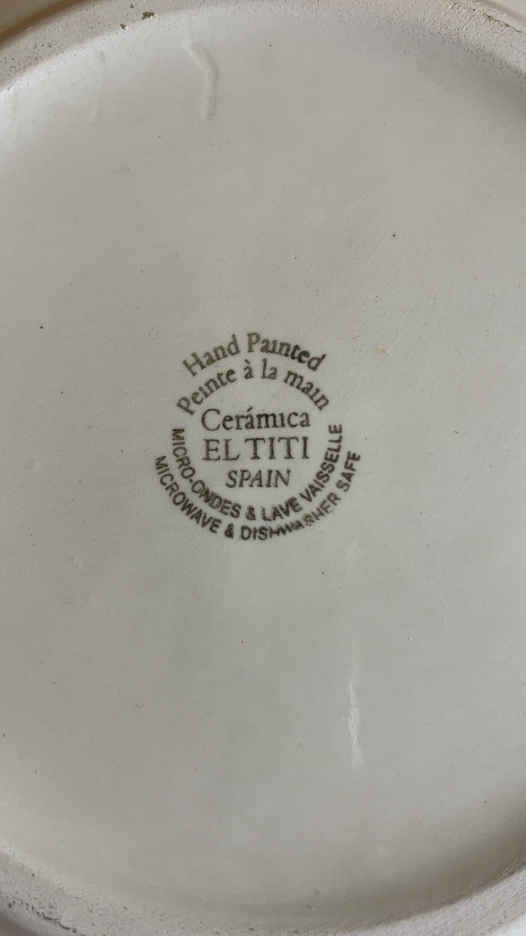 Hand Painted
Peinte à la main
Cerámica
EL TITI
SPAIN
MICRO-ONDES & LAVE VAISSELLE
MICROWAVE & DISHWASHER SAFE